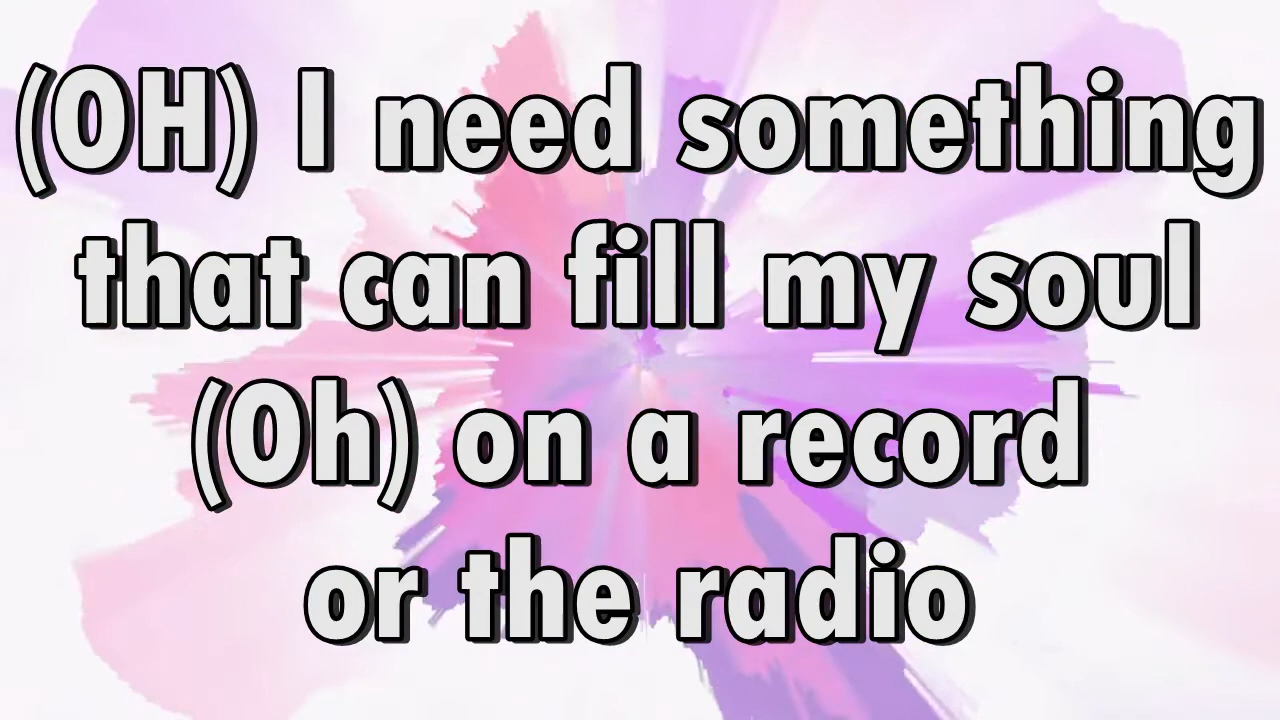 (OH) I need something
that can fill my soul
(Oh) on a record
or the radio